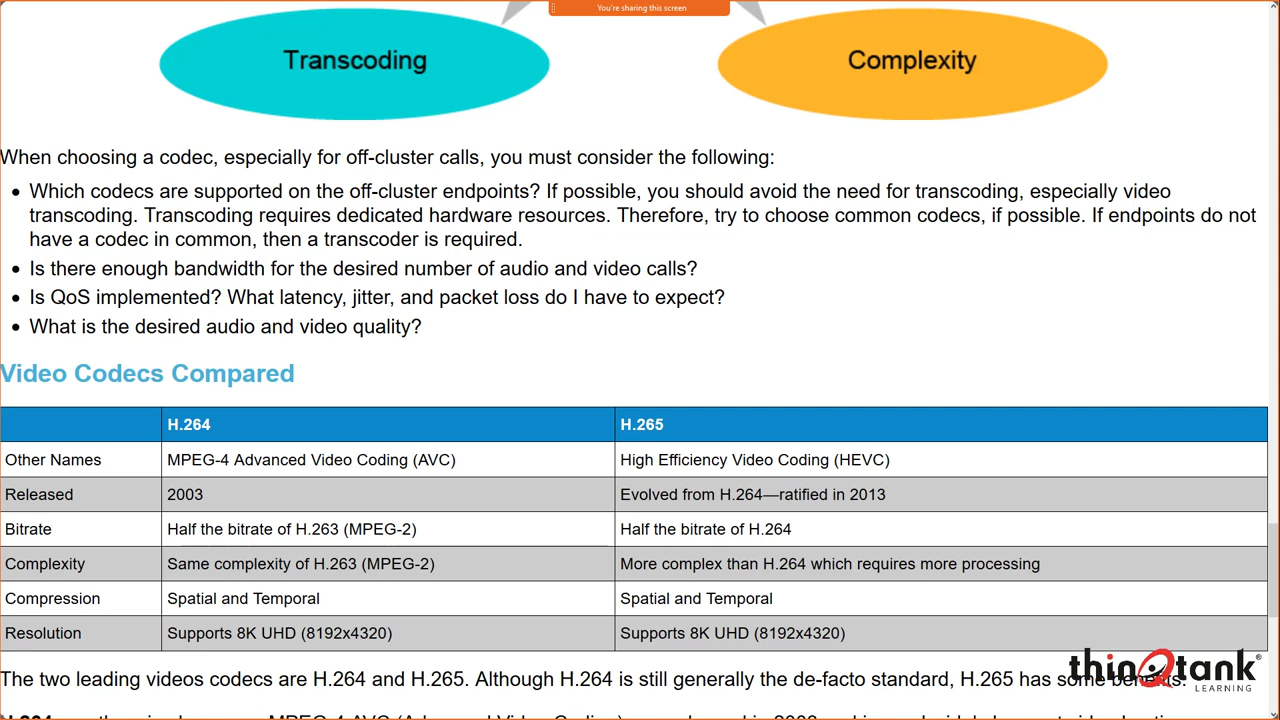 You're sharing this screen
Transcoding
Complexity
When choosing a codec, especially for off-cluster calls, you must consider the following:
• Which codecs are supported on the off-cluster endpoints? If possible, you should avoid the need for transcoding, especially video
transcoding. Transcoding requires dedicated hardware resources. Therefore, try to choose common codecs, if possible. If endpoints do not
have a codec in common, then a transcoder is required.
• Is there enough bandwidth for the desired number of audio and video calls?
• Is QoS implemented? What latency, jitter, and packet loss do I have to expect?
• What is the desired audio and video quality?
Video Codecs Compared
H.264 H.265
Other Names MPEG-4 Advanced Video Coding (AVC) High Efficiency Video Coding (HEVC)
Released 2003 Evolved from H.264—ratified in 2013
Bitrate Half the bitrate of H.263 (MPEG-2) Half the bitrate of H.264
Complexity Same complexity of H.263 (MPEG-2) More complex than H.264 which requires more processing
Compression Spatial and Temporal Spatial and Temporal
Resolution Supports 8K UHD (8192x4320) Supports 8K UHD (8192x4320)
thinQtank®
LEARNING
The two leading videos codecs are H.264 and H.265. Although H.264 is still generally the de-facto standard, H.265 has some benefits.